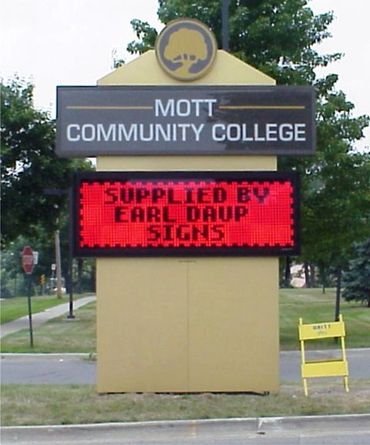 MOTT
COMMUNITY COLLEGE
SUPPLIED BY
EARL DAUP
SIGNS